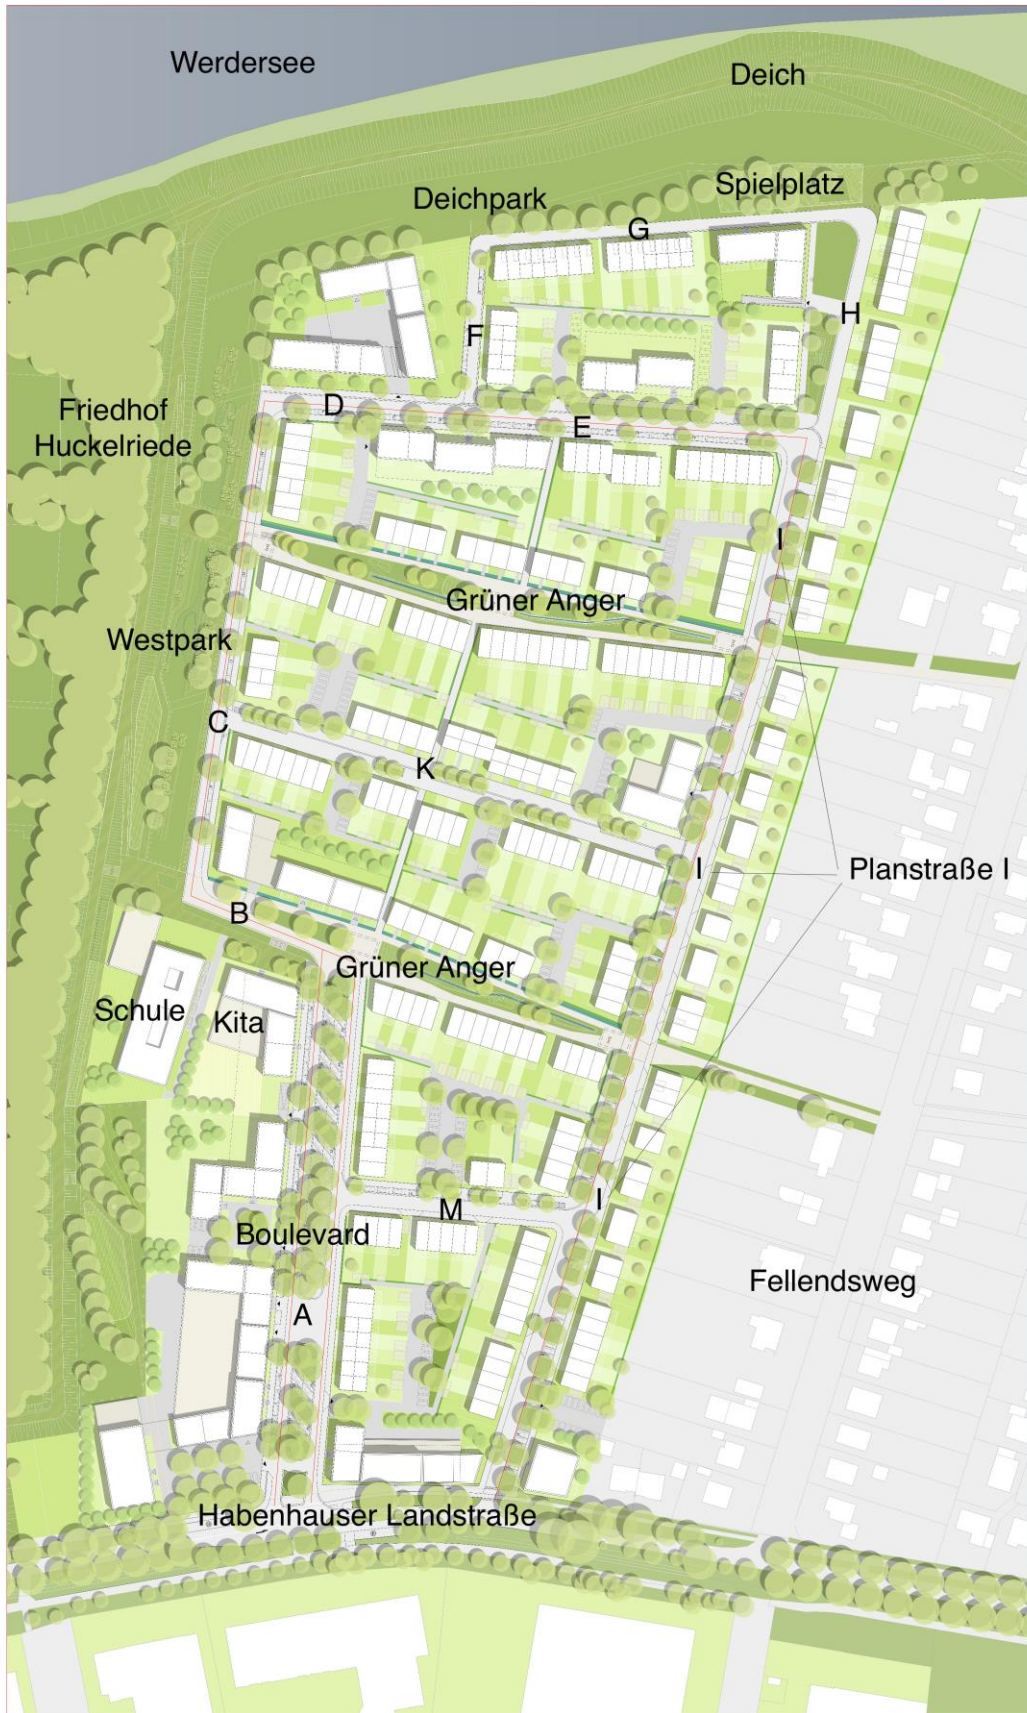 Werdersee
Deich
Spielplatz
Deichpark
G
H
F
D
Friedhof
Huckelriede
E
I
Grüner Anger
Westpark
C
K
I
Planstraße I
B
Grüner Anger
Schule
Kita
I
M
Boulevard
Fellendsweg
A
Habenhauser Landstraße